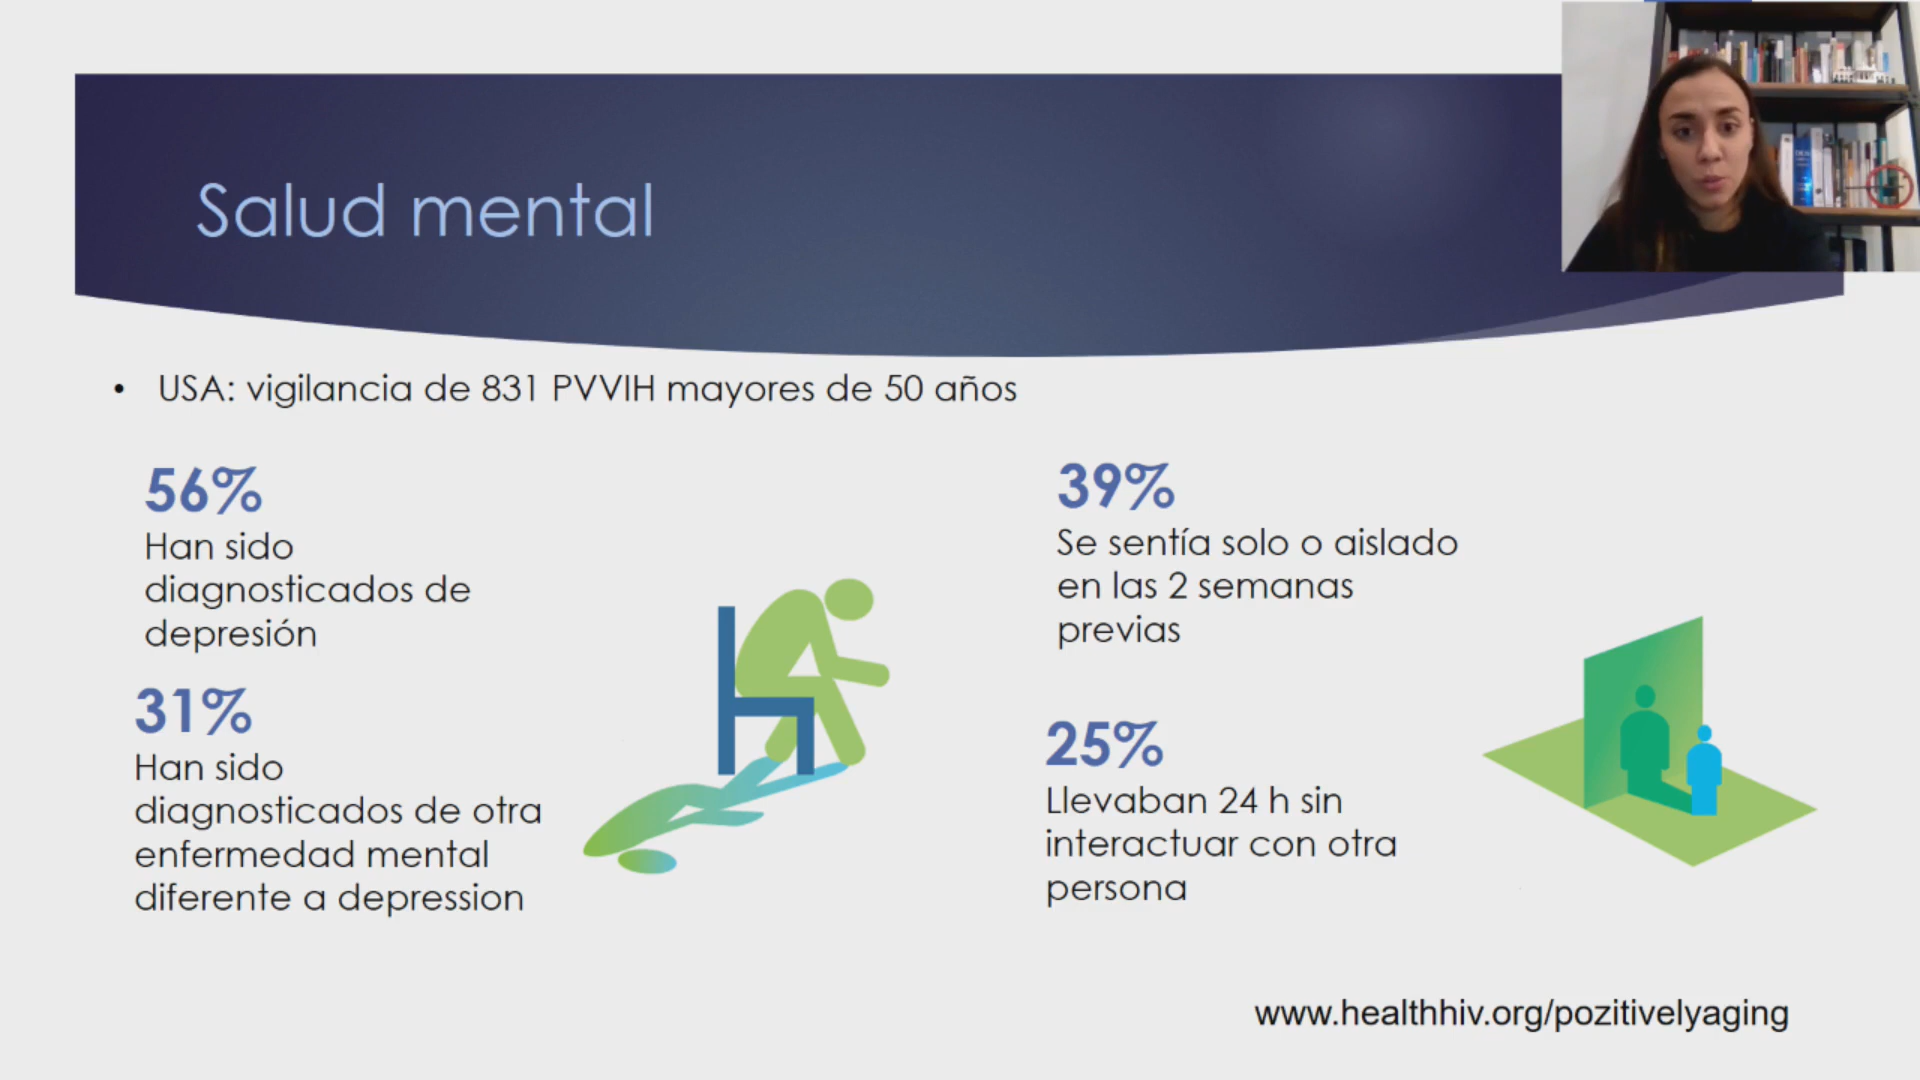 Salud mental
• USA: vigilancia de 831 PVVIH mayores de 50 años
56%
Han sido
diagnosticados de
depresión
31%
Han sido
diagnosticados de otra
enfermedad mental
diferente a depression
39%
Se sentía solo o aislado
en las 2 semanas
previas
25%
Llevaban 24 h sin
interactuar con otra
persona
www.healthhiv.org/pozitivelyaging